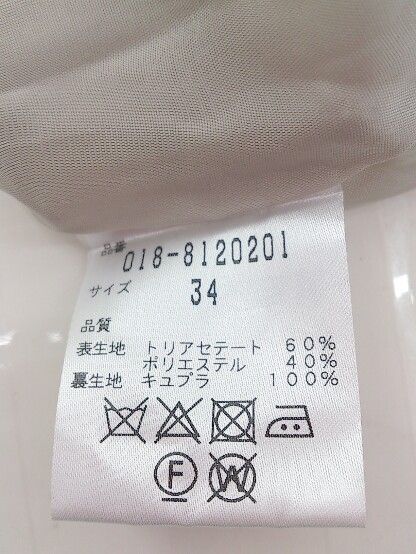 品番
018-8120201
サイズ 34
品質
表生地 トリアセテート 60%
ポリエステル 40%
裏生地 キュプラ 100%
F W